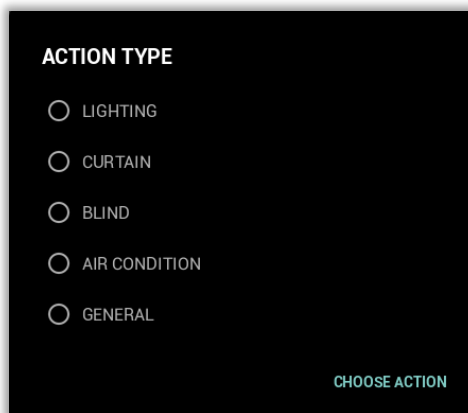 ACTION TYPE
LIGHTING
CURTAIN
BLIND
AIR CONDITION
GENERAL
CHOOSE ACTION